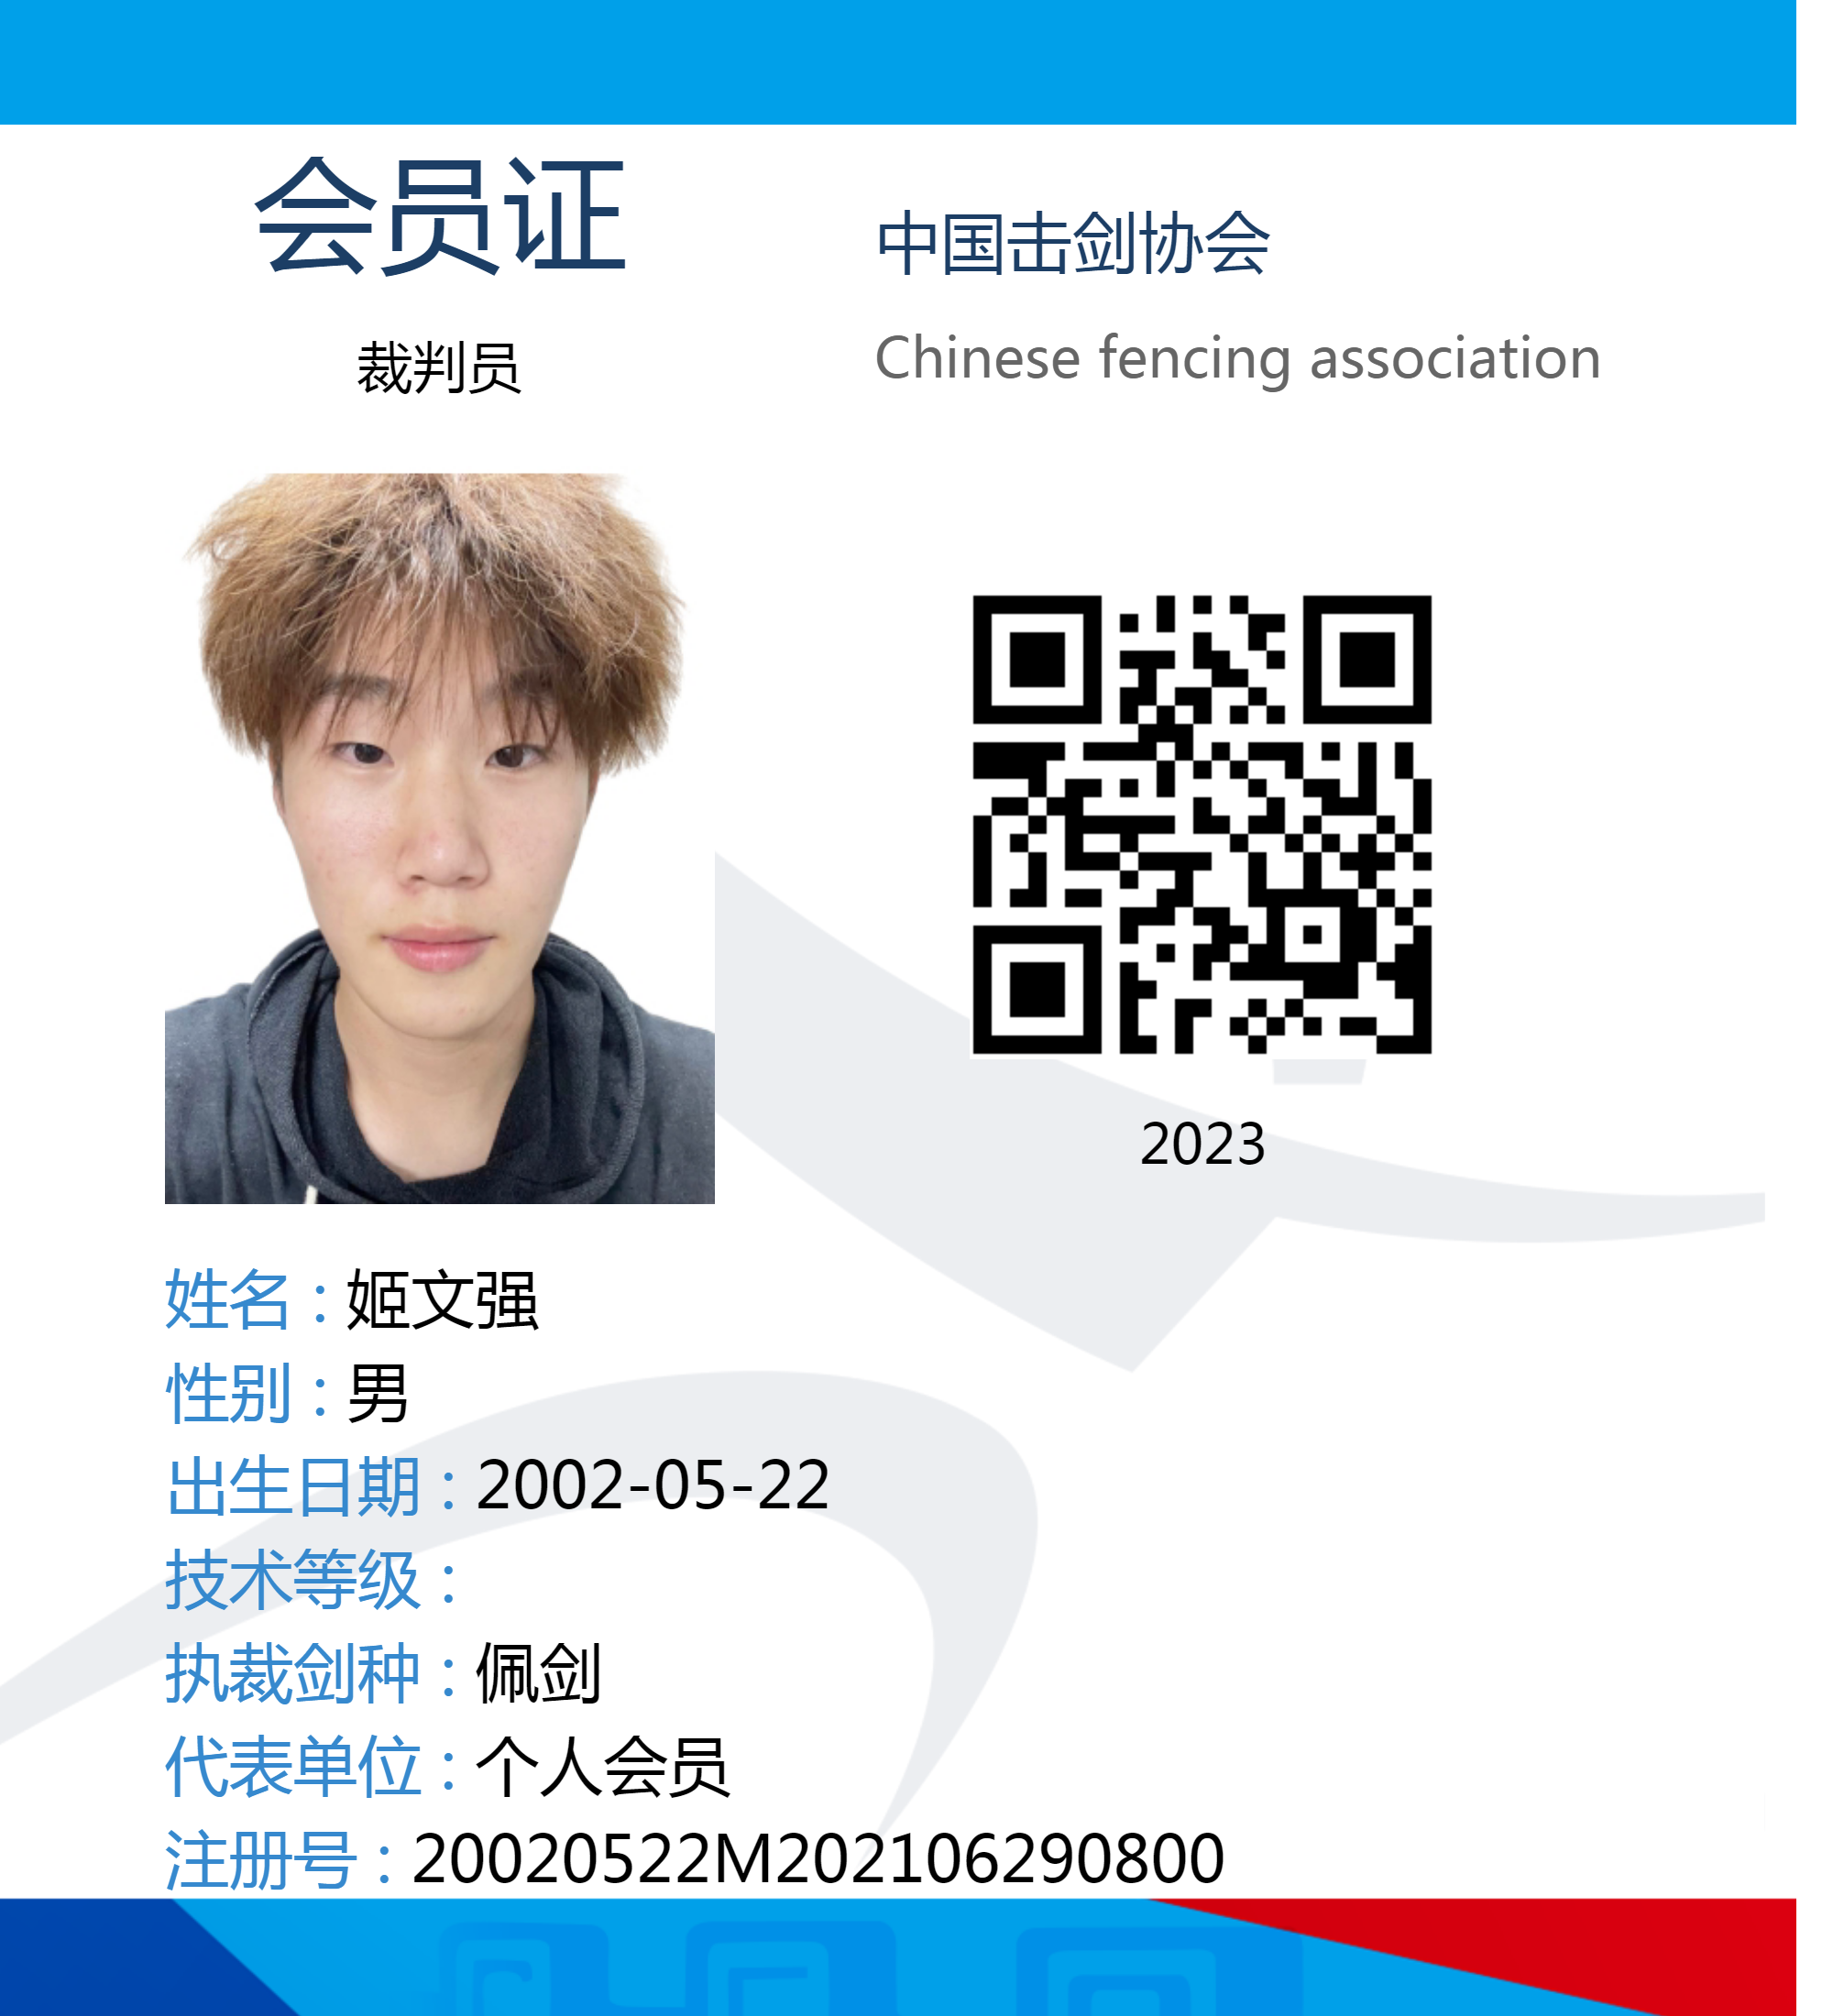 会员证
中国击剑协会
裁判员
Chinese fencing association
2023
姓名：姬文强
性别：男
出生日期：2002-05-22
技术等级：
执裁剑种：佩剑
代表单位：个人会员
注册号：20020522M202106290800